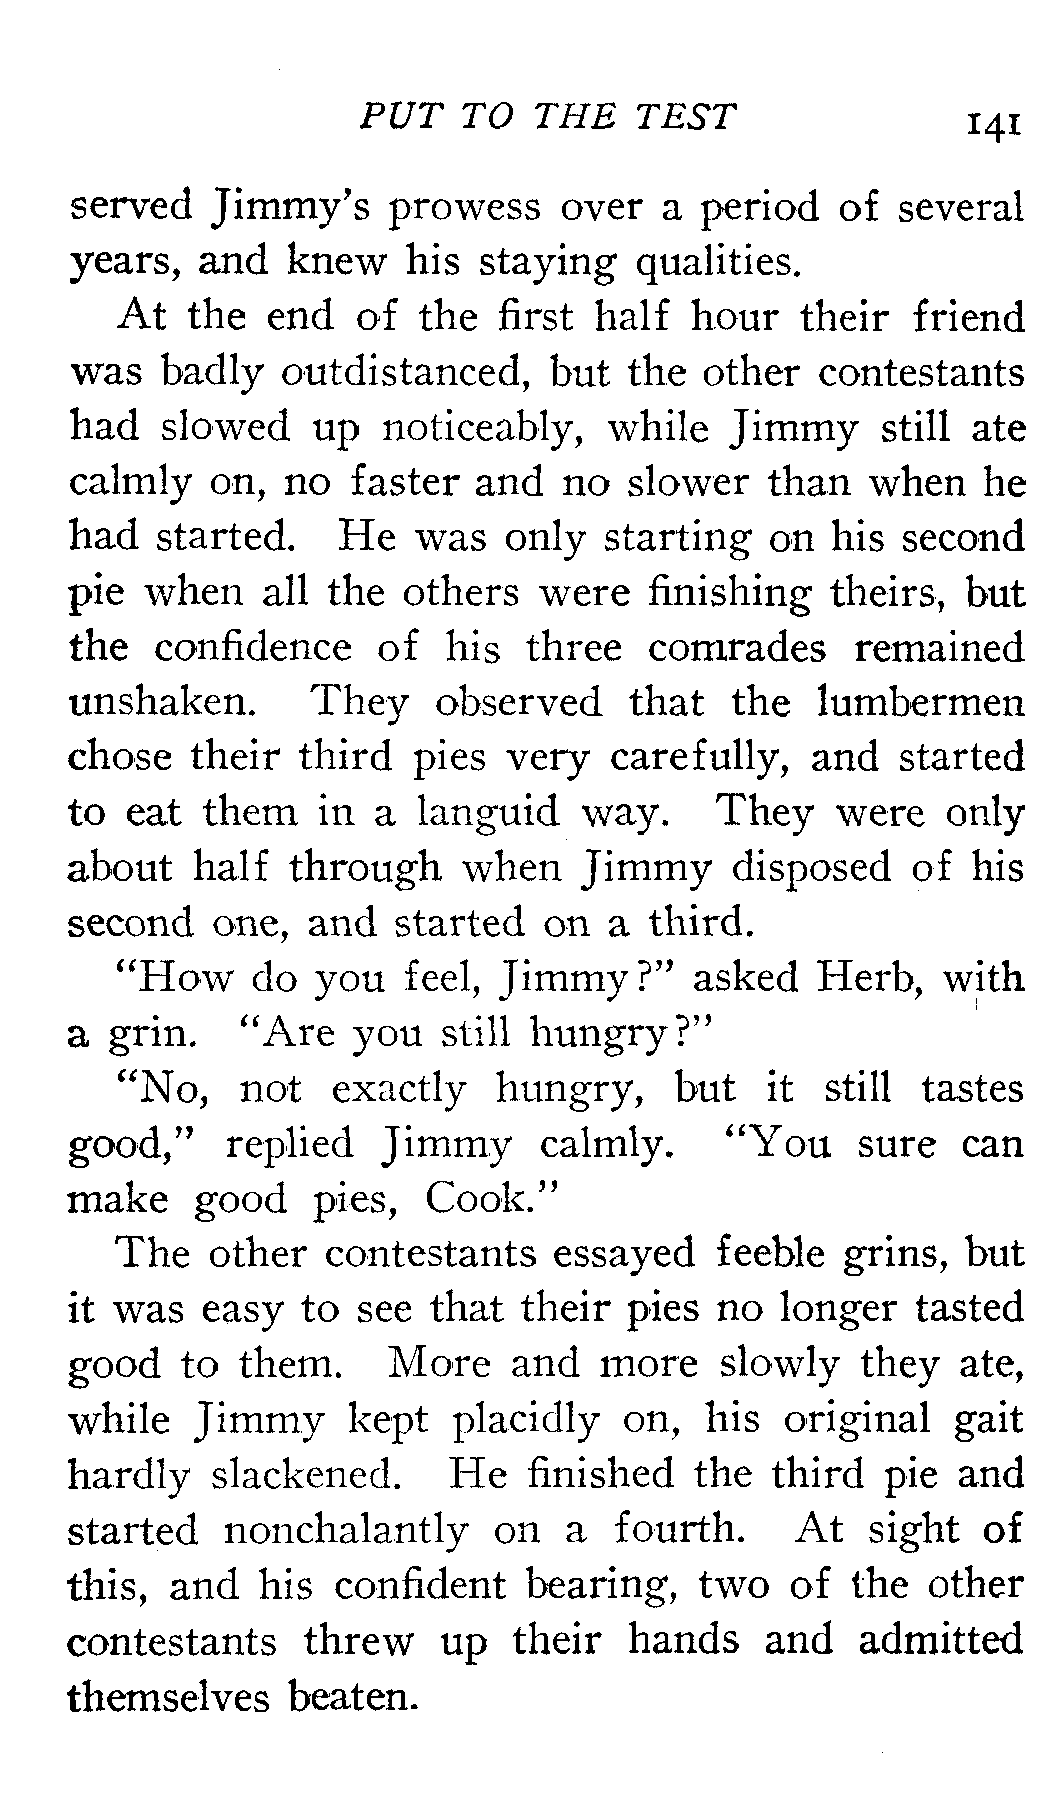 PUT TO THE TEST 141
served Jimmy's prowess over a period of several
years, and knew his staying qualities.
At the end of the first half hour their friend
was badly outdistanced, but the other contestants
had slowed up noticeably, while Jimmy still ate
calmly on, no faster and no slower than when he
had started. He was only starting on his second
pie when all the others were finishing theirs, but
the confidence of his three comrades remained
unshaken. They observed that the lumbermen
chose their third pies very carefully, and started
to eat them in a languid way. They were only
about half through when Jimmy disposed of his
second one, and started on a third.
"How do you feel, Jimmy?" asked Herb, with
a grin. "Are you still hungry?"
"No, not exactly hungry, but it still tastes
good," replied Jimmy calmly. "You sure can
make good pies, Cook."
The other contestants essayed feeble grins, but
it was easy to see that their pies no longer tasted
good to them. More and more slowly they ate,
while Jimmy kept placidly on, his original gait
hardly slackened. He finished the third pie and
started nonchalantly on a fourth. At sight of
this, and his confident bearing, two of the other
contestants threw up their hands and admitted
themselves beaten.